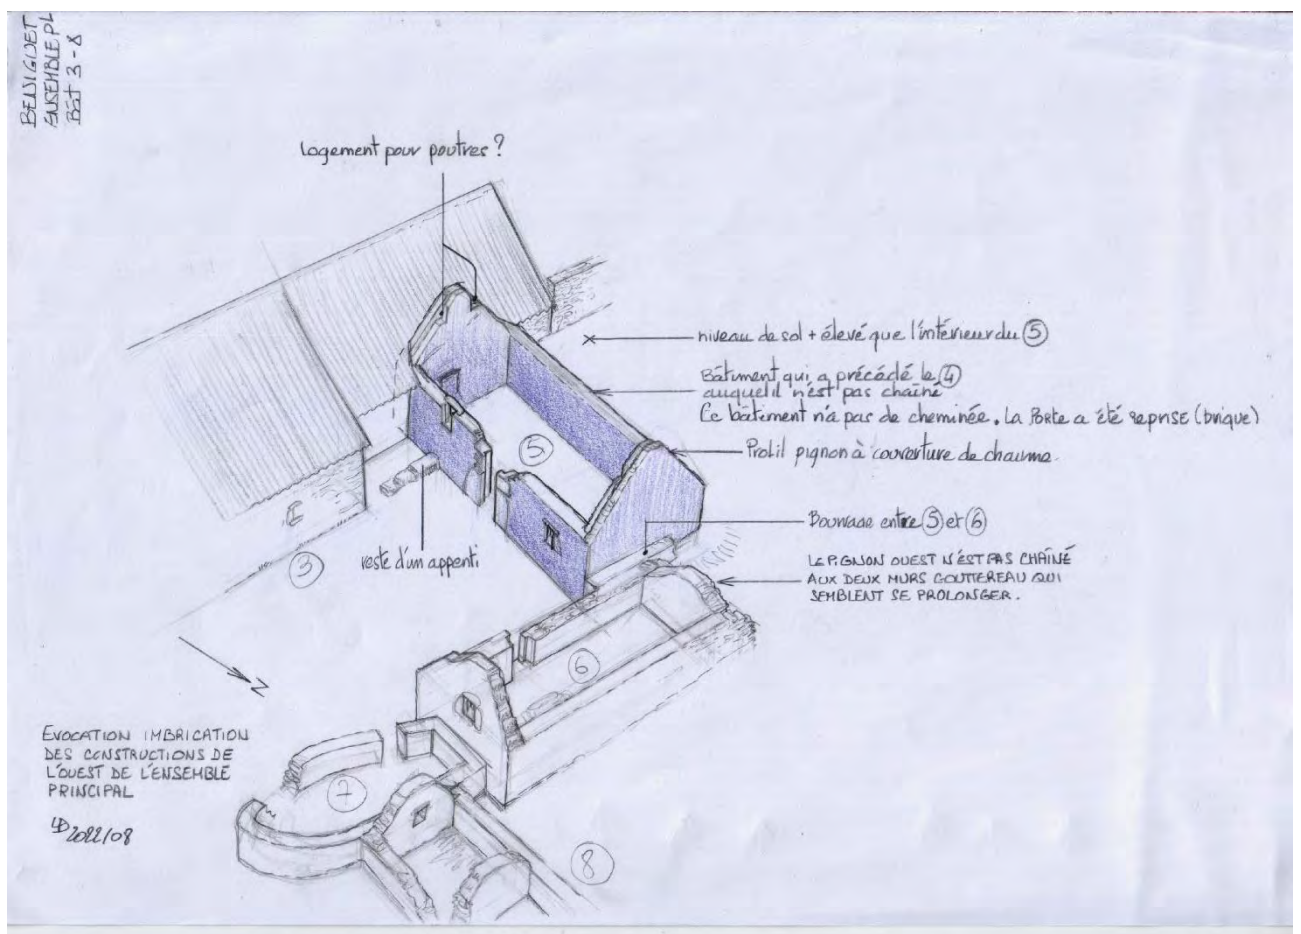 BENIGUET
ENSEMBLE PL
BÂT 3-8
Logement pour poutres ?
niveau de sol + élevé que l'intérieur du 5
Bâtiment qui a précédé le 4
auquel il n'est pas chaîné
Ce bâtiment n'a pas de cheminée. La Porte a été reprise (brique)
Profil pignon à couverture de chaume.
5
Bourrage entre 5 et 6
LE PIGNON OUEST N'EST PAS CHAÎNÉ
AUX DEUX MURS GOUTTEREAU QUI
SEMBLENT SE PROLONGER.
reste d'un appenti
3
6
N
EVOCATION IMBRICATION
DES CONSTRUCTIONS DE
L'OUEST DE L'ENSEMBLE
PRINCIPAL
2022/08
7
8